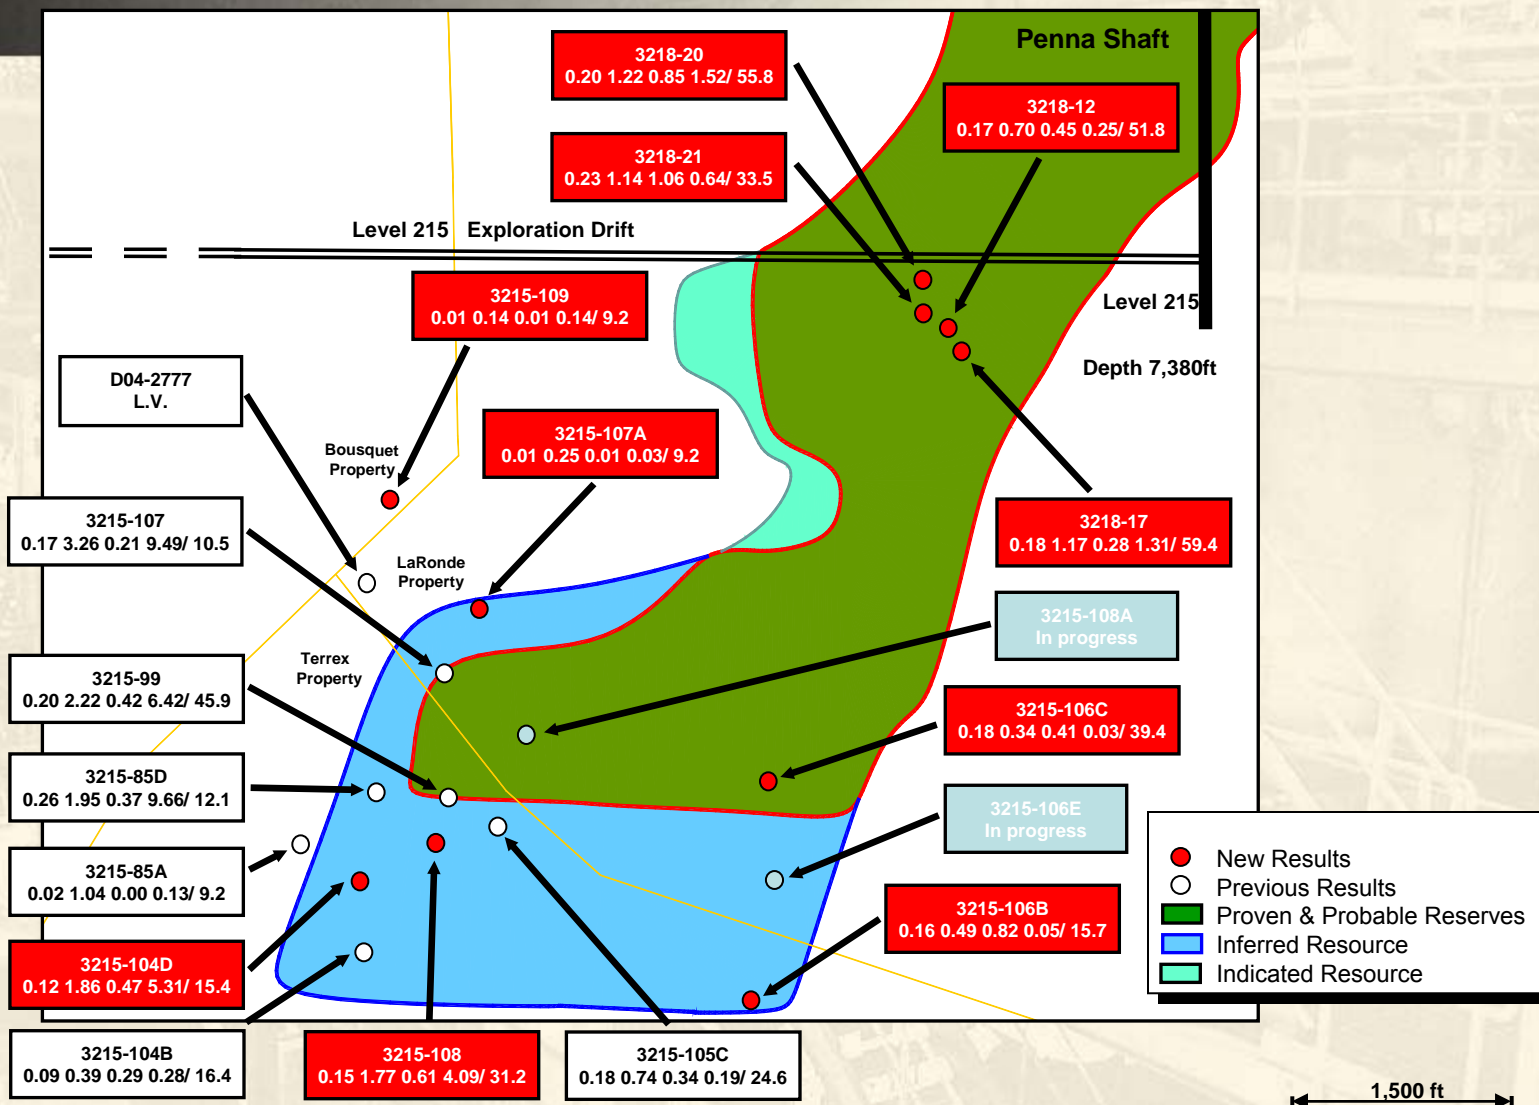 Penna Shaft
3218-20
0.20 1.22 0.85 1.52/ 55.8
3218-12
0.17 0.70 0.45 0.25/ 51.8
3218-21
0.23 1.14 1.06 0.64/ 33.5
Level 215 Exploration Drift
3215-109
0.01 0.14 0.01 0.14/ 9.2
Level 215
Depth 7,380ft
D04-2777
L.V.
Bousquet
Property
3215-107A
0.01 0.25 0.01 0.03/ 9.2
3215-107
0.17 3.26 0.21 9.49/ 10.5
3218-17
0.18 1.17 0.28 1.31/ 59.4
LaRonde
Property
3215-108A
In progress
Terrex
Property
3215-99
0.20 2.22 0.42 6.42/ 45.9
3215-106C
0.18 0.34 0.41 0.03/ 39.4
3215-85D
0.26 1.95 0.37 9.66/ 12.1
3215-106E
In progress
3215-85A
0.02 1.04 0.00 0.13/ 9.2
New Results
Previous Results
Proven & Probable Reserves
Inferred Resource
Indicated Resource
3215-106B
0.16 0.49 0.82 0.05/ 15.7
3215-104D
0.12 1.86 0.47 5.31/ 15.4
3215-104B
0.09 0.39 0.29 0.28/ 16.4
3215-108
0.15 1.77 0.61 4.09/ 31.2
3215-105C
0.18 0.74 0.34 0.19/ 24.6
1,500 ft